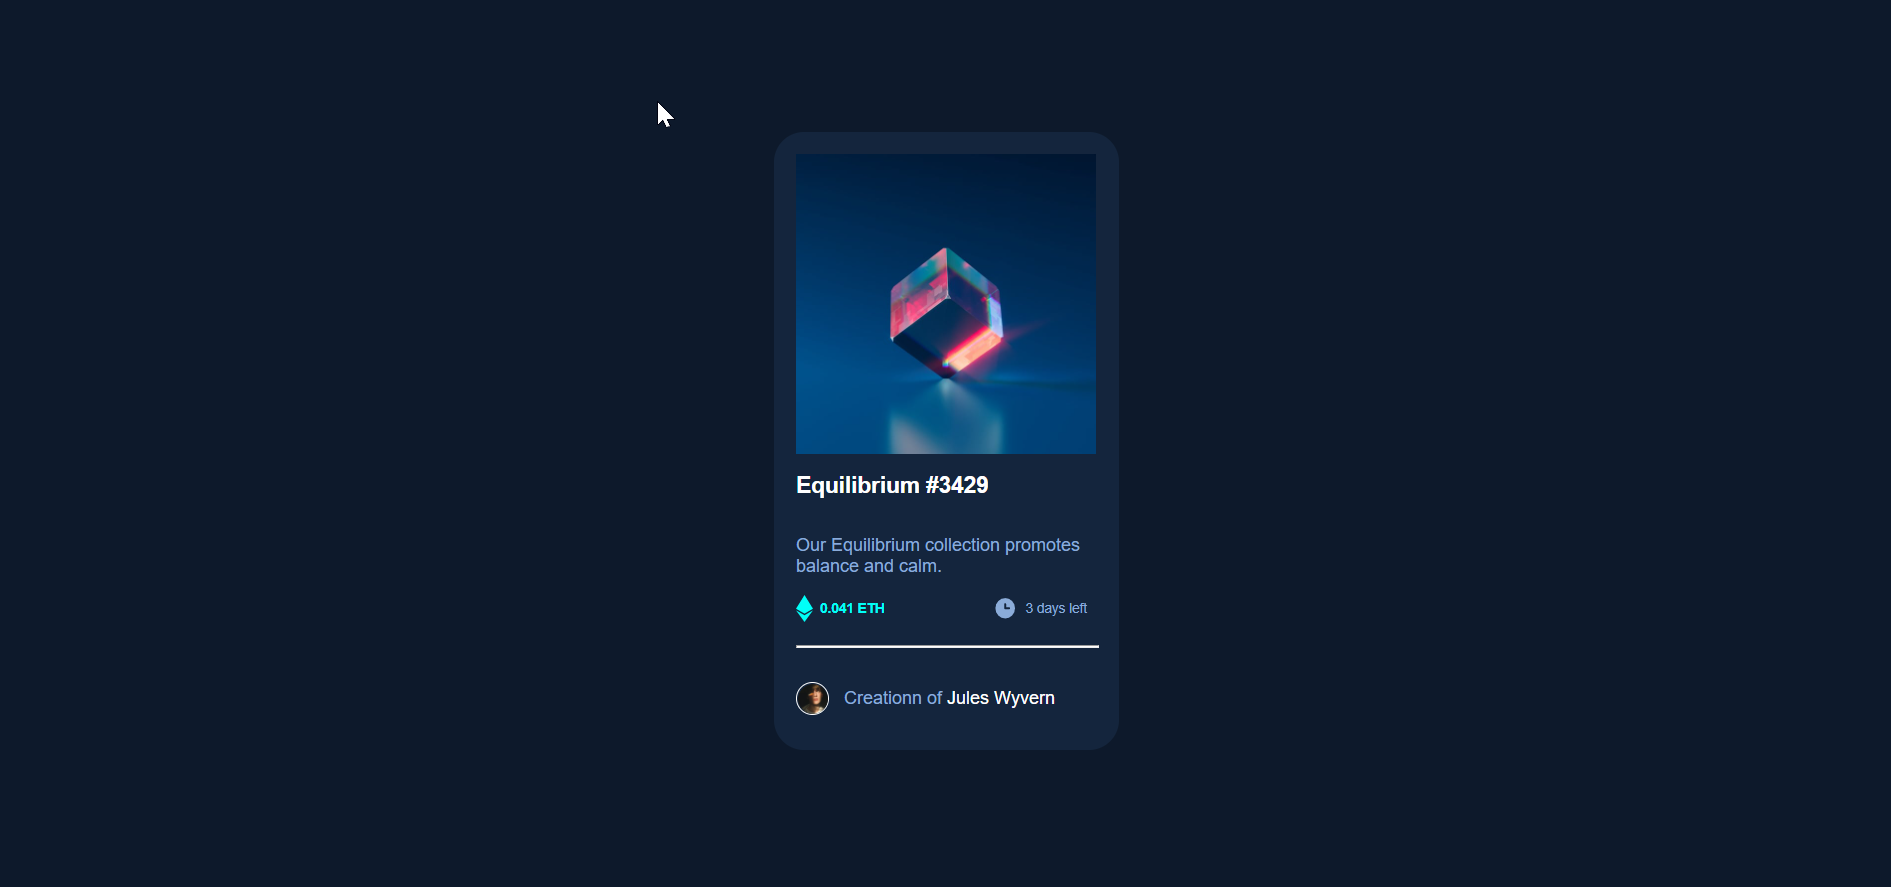 Equilibrium #3429
Our Equilibrium collection promotes
balance and calm.
0.041 ETH 3 days left
Creationn of Jules Wyvern